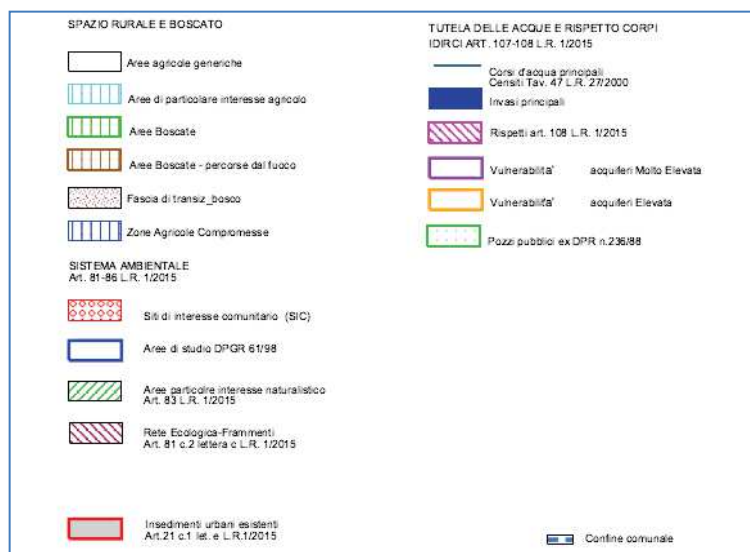 SPAZIO RURALE E BOSCATO
Aree agricole generiche
Aree di particolare interesse agricolo
Aree Boscate
Aree Boscate - percorse dal fuoco
Fascia di transiz_bosco
Zone Agricole Compromesse
SISTEMA AMBIENTALE
Art. 81-86 L.R. 1/2015
Siti di interesse comunitario (SIC)
Aree di studio DPGR 61/98
Aree particolre interesse naturalistico
Art. 83 L.R. 1/2015
Rete Ecologica-Frammenti
Art. 81 c.2 lettera c L.R. 1/2015
Insedimenti urbani esistenti
Art.21 c.1 let. e L.R.1/2015
TUTELA DELLE ACQUE E RISPETTO CORPI
IDIRCI ART. 107-108 L.R. 1/2015
Corsi d'acqua principali
Censiti Tav. 47 L.R. 27/2000
Invasi principali
Rispetti art. 108 L.R. 1/2015
Vulnerabilita' acquiferi Molto Elevata
Vulnerabilita' acquiferi Elevata
Pozzi pubblici ex DPR n.236/88
Confine comunale